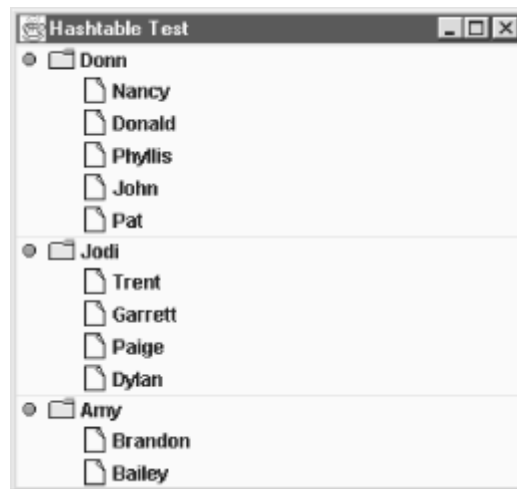 Hashtable Test
Donn
Nancy
Donald
Phyllis
John
Pat
Jodi
Trent
Garrett
Paige
Dylan
Amy
Brandon
Bailey